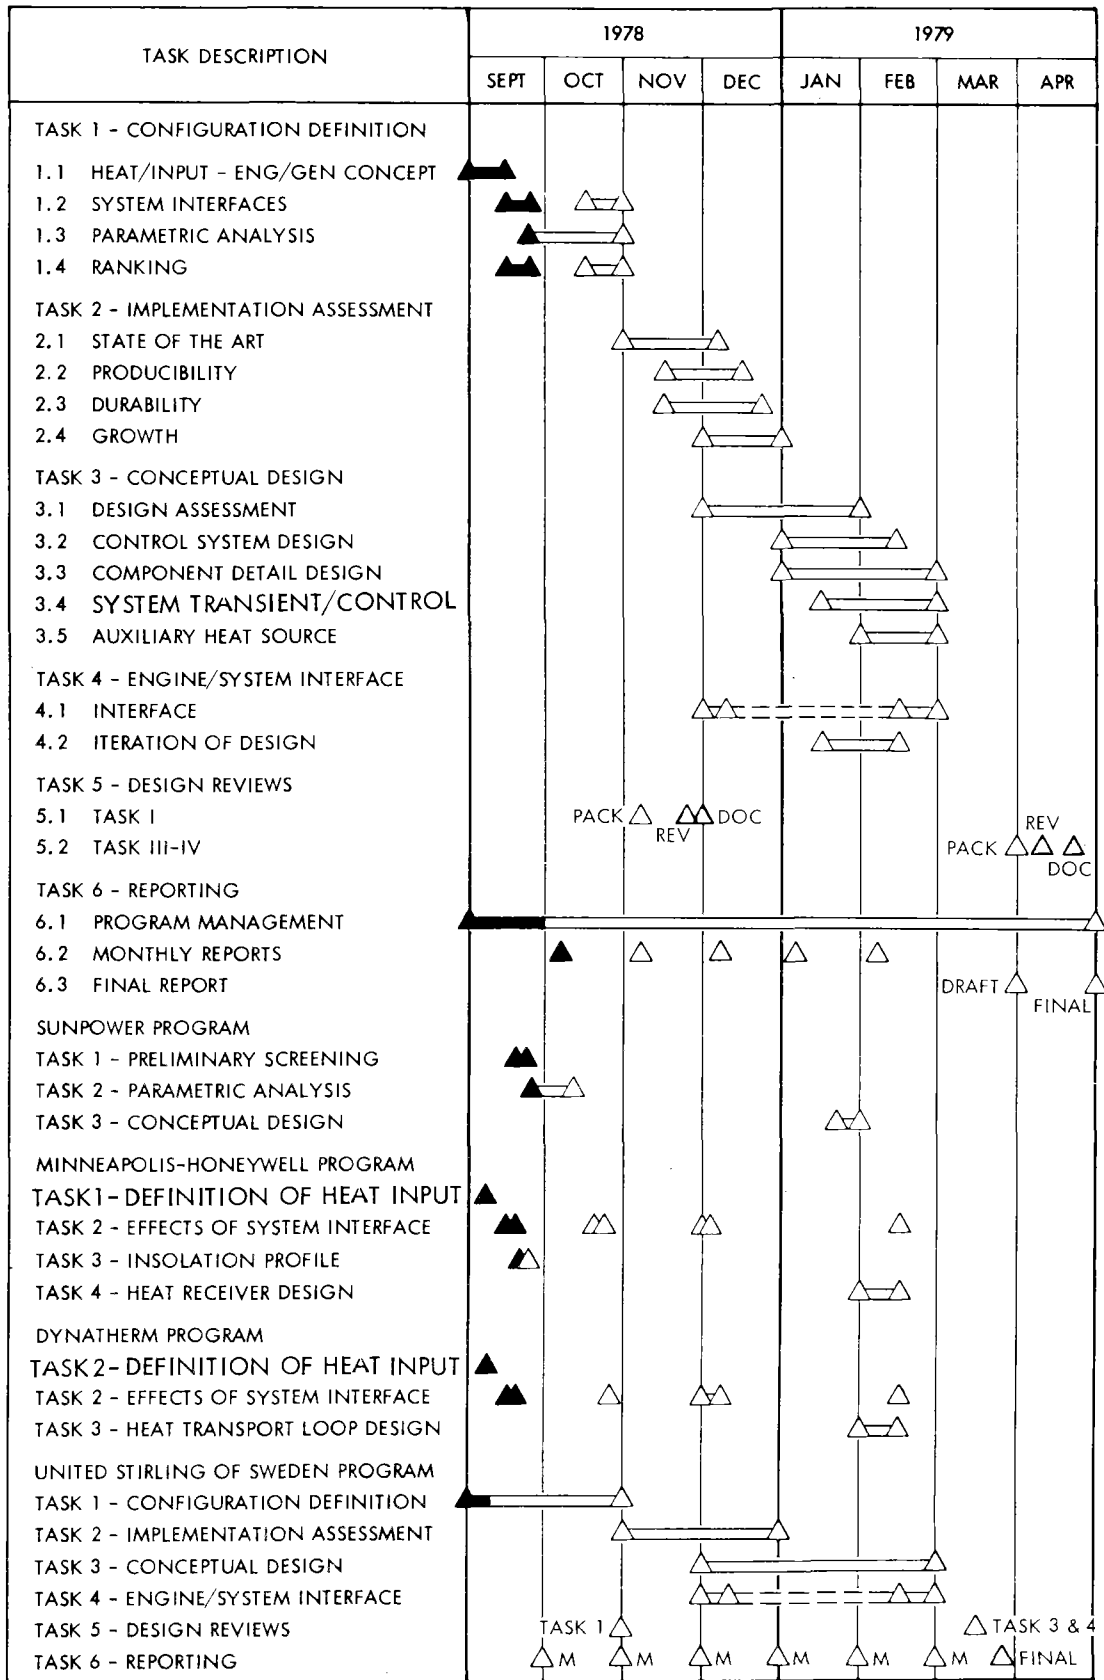 TASK DESCRIPTION
1978
1979
SEPT OCT NOV DEC JAN FEB MAR APR
TASK 1 - CONFIGURATION DEFINITION
1.1 HEAT/INPUT - ENG/GEN CONCEPT
1.2 SYSTEM INTERFACES
1.3 PARAMETRIC ANALYSIS
1.4 RANKING
TASK 2 - IMPLEMENTATION ASSESSMENT
2.1 STATE OF THE ART
2.2 PRODUCIBILITY
2.3 DURABILITY
2.4 GROWTH
TASK 3 - CONCEPTUAL DESIGN
3.1 DESIGN ASSESSMENT
3.2 CONTROL SYSTEM DESIGN
3.3 COMPONENT DETAIL DESIGN
3.4 SYSTEM TRANSIENT/CONTROL
3.5 AUXILIARY HEAT SOURCE
TASK 4 - ENGINE/SYSTEM INTERFACE
4.1 INTERFACE
4.2 ITERATION OF DESIGN
TASK 5 - DESIGN REVIEWS
5.1 TASK I PACK REV DOC
5.2 TASK III-IV PACK REV DOC
TASK 6 - REPORTING
6.1 PROGRAM MANAGEMENT
6.2 MONTHLY REPORTS
6.3 FINAL REPORT DRAFT FINAL
SUNPOWER PROGRAM
TASK 1 - PRELIMINARY SCREENING
TASK 2 - PARAMETRIC ANALYSIS
TASK 3 - CONCEPTUAL DESIGN
MINNEAPOLIS-HONEYWELL PROGRAM
TASK1-DEFINITION OF HEAT INPUT
TASK 2 - EFFECTS OF SYSTEM INTERFACE
TASK 3 - INSOLATION PROFILE
TASK 4 - HEAT RECEIVER DESIGN
DYNATHERM PROGRAM
TASK2-DEFINITION OF HEAT INPUT
TASK 2 - EFFECTS OF SYSTEM INTERFACE
TASK 3 - HEAT TRANSPORT LOOP DESIGN
UNITED STIRLING OF SWEDEN PROGRAM
TASK 1 - CONFIGURATION DEFINITION
TASK 2 - IMPLEMENTATION ASSESSMENT
TASK 3 - CONCEPTUAL DESIGN
TASK 4 - ENGINE/SYSTEM INTERFACE
TASK 5 - DESIGN REVIEWS TASK 1 TASK 3 & 4
TASK 6 - REPORTING M M M M M M FINAL